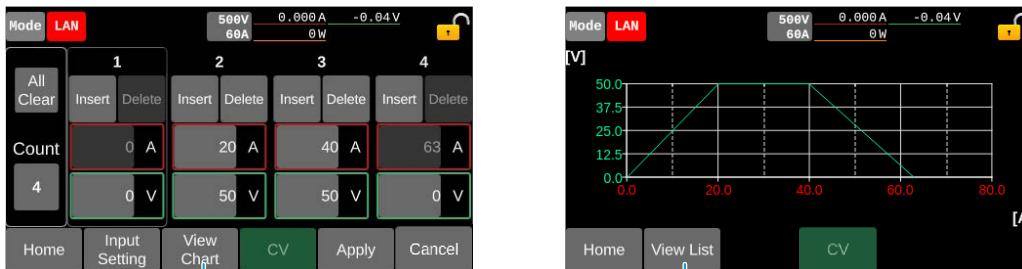 Mode LAN 500V 0.000 A -0.04 V
60A 0 W
1 2 3 4
All Clear Insert Delete Insert Delete Insert Delete Insert Delete
Count 0 A 20 A 40 A 63 A
4 0 V 50 V 50 V 0 V
Home Input Setting View Chart CV Apply Cancel
Mode LAN 500V 0.000 A -0.04 V
60A 0 W
[V]
50.0
37.5
25.0
12.5
0.0
0.0 20.0 40.0 60.0 80.0
[A
Home View List CV